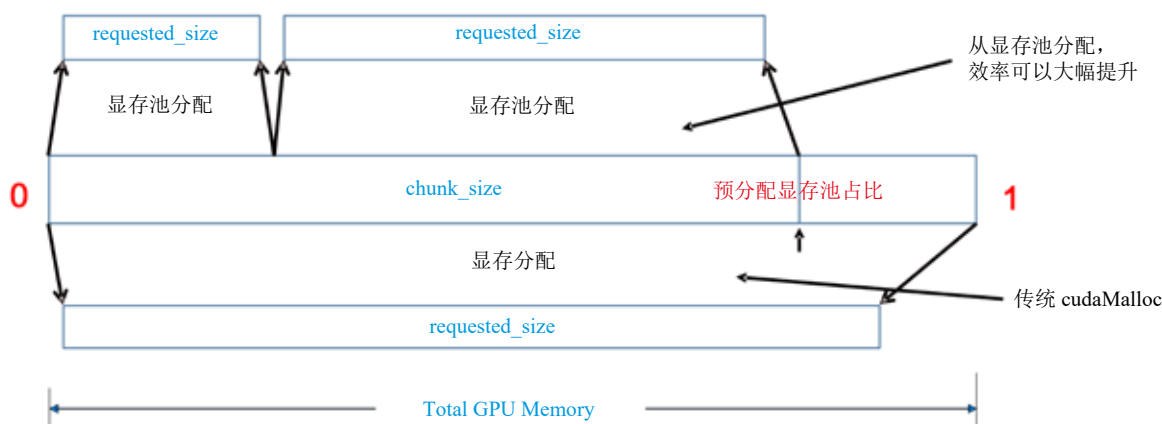 requested_size
requested_size
从显存池分配，
效率可以大幅提升
显存池分配
显存池分配
0
chunk_size
预分配显存池占比
1
显存分配
传统 cudaMalloc
requested_size
Total GPU Memory